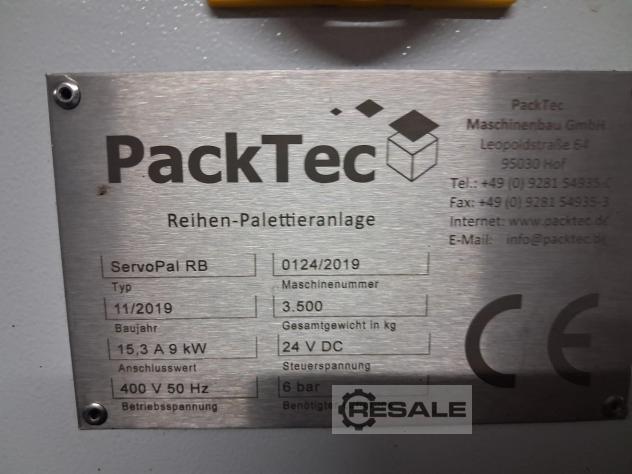 PackTec
Reihen-Palettieranlage
PackTec
Maschinenbau GmbH
Leopoldstraße 64
95030 Hof
Tel.: +49 (0) 9281 54935-
Fax: +49 (0) 9281 54935-3
Internet: www.packtec.de
E-Mail: info@packtec.de
ServoPal RB
0124/2019
Typ
Maschinenummer
11/2019
3.500
Baujahr
Gesamtgewicht in kg
15,3 A 9 kW
24 V DC
Anschlusswert
Steuerspannung
400 V 50 Hz
6 bar
Betriebsspannung
CE
RESALE